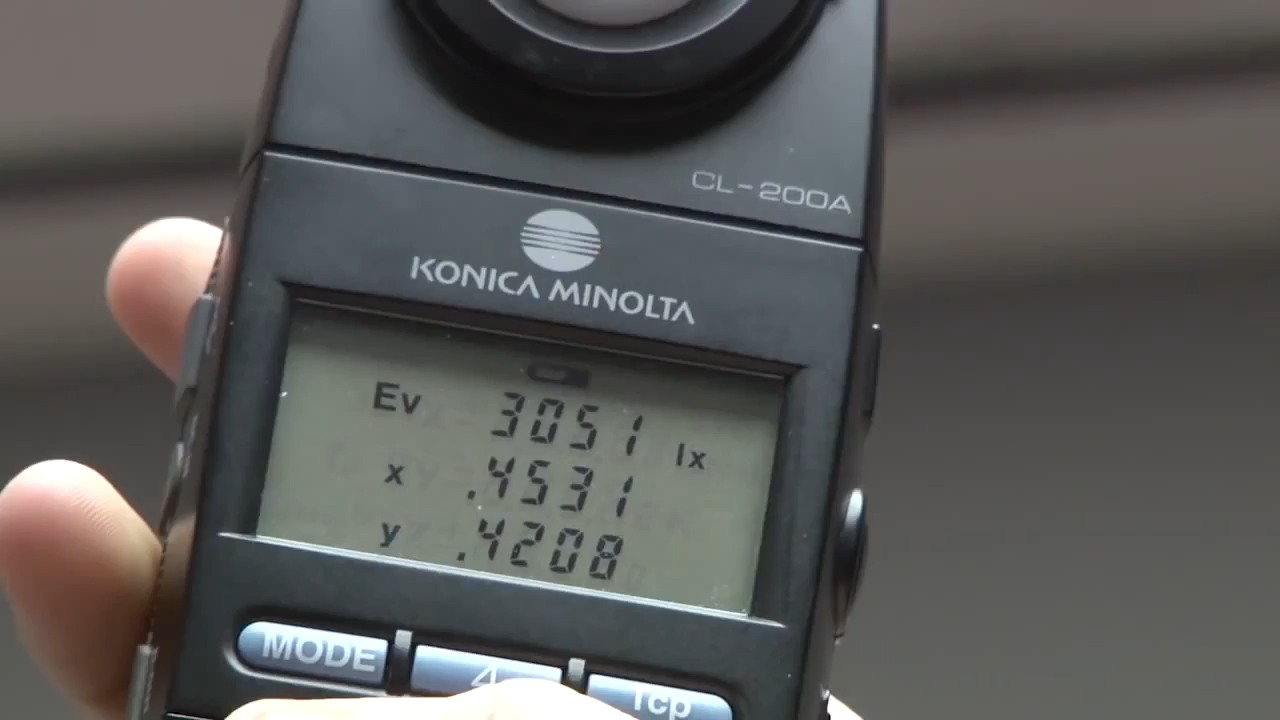 CL-200A
KONICA MINOLTA
Ev 3051 lx
x .4531
y .4208
MODE
Tcp